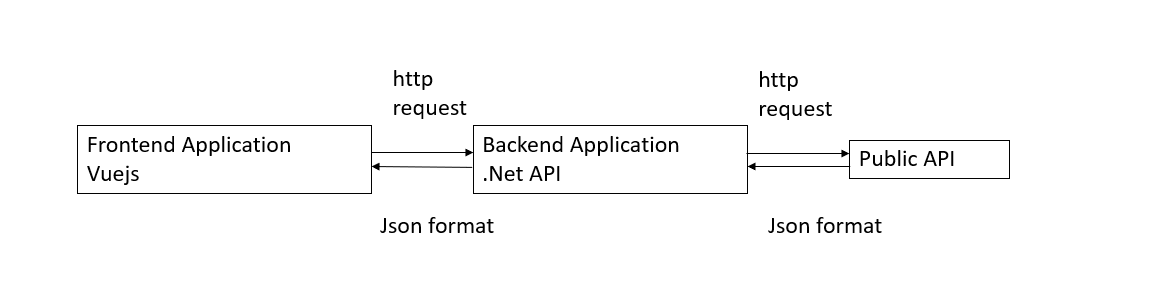 http
request
http
request
Frontend Application
Vuejs
Backend Application
.Net API
Public API
Json format
Json format